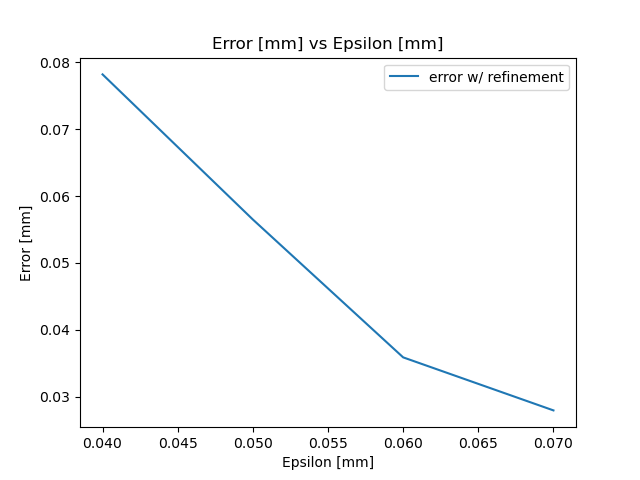 Error [mm] vs Epsilon [mm]
error w/ refinement
0.08
0.07
0.06
0.05
0.04
0.03
Error [mm]
0.040 0.045 0.050 0.055 0.060 0.065 0.070
Epsilon [mm]